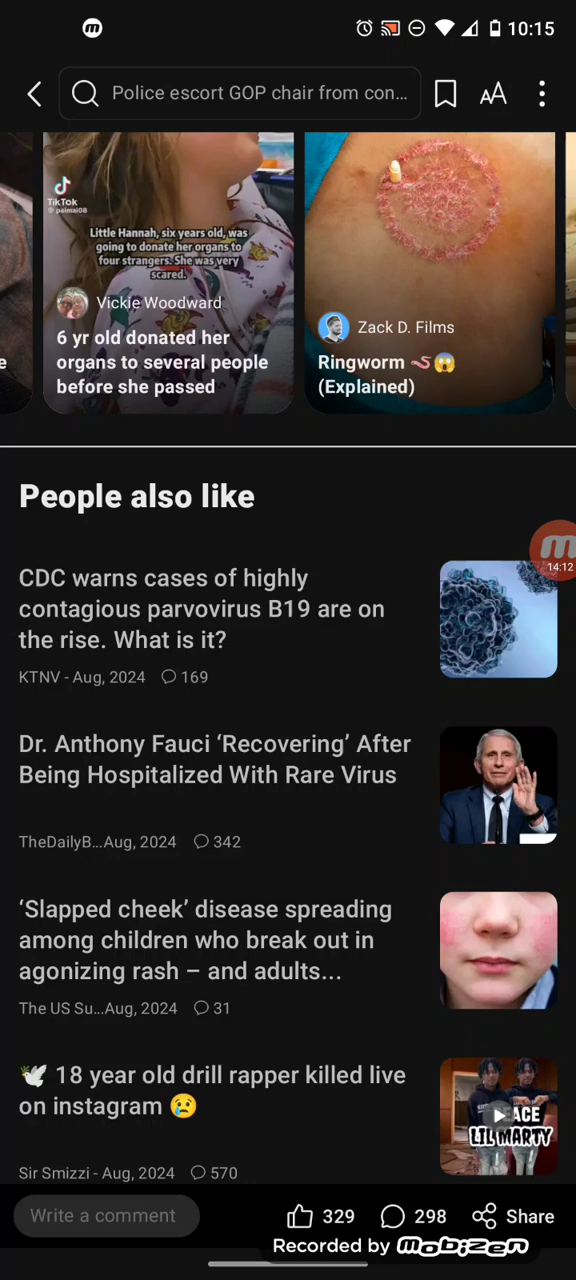 10:15
Police escort GOP chair from con...
AA
TikTok
@ palmai08
Little Hannah, six years old, was
going to donate her organs to
four strangers. She was very
scared.
Vickie Woodward
6 yr old donated her
organs to several people
before she passed
e
Zack D. Films
Ringworm 🪱😱
(Explained)
People also like
14:12
CDC warns cases of highly
contagious parvovirus B19 are on
the rise. What is it?
KTNV - Aug, 2024 169
Dr. Anthony Fauci ‘Recovering’ After
Being Hospitalized With Rare Virus
TheDailyB...Aug, 2024 342
‘Slapped cheek’ disease spreading
among children who break out in
agonizing rash – and adults...
The US Su...Aug, 2024 31
🕊️ 18 year old drill rapper killed live
on instagram 😢
ACE
LIL MARTY
Sir Smizzi - Aug, 2024 570
Write a comment
329
298
Share
Recorded by mobizen